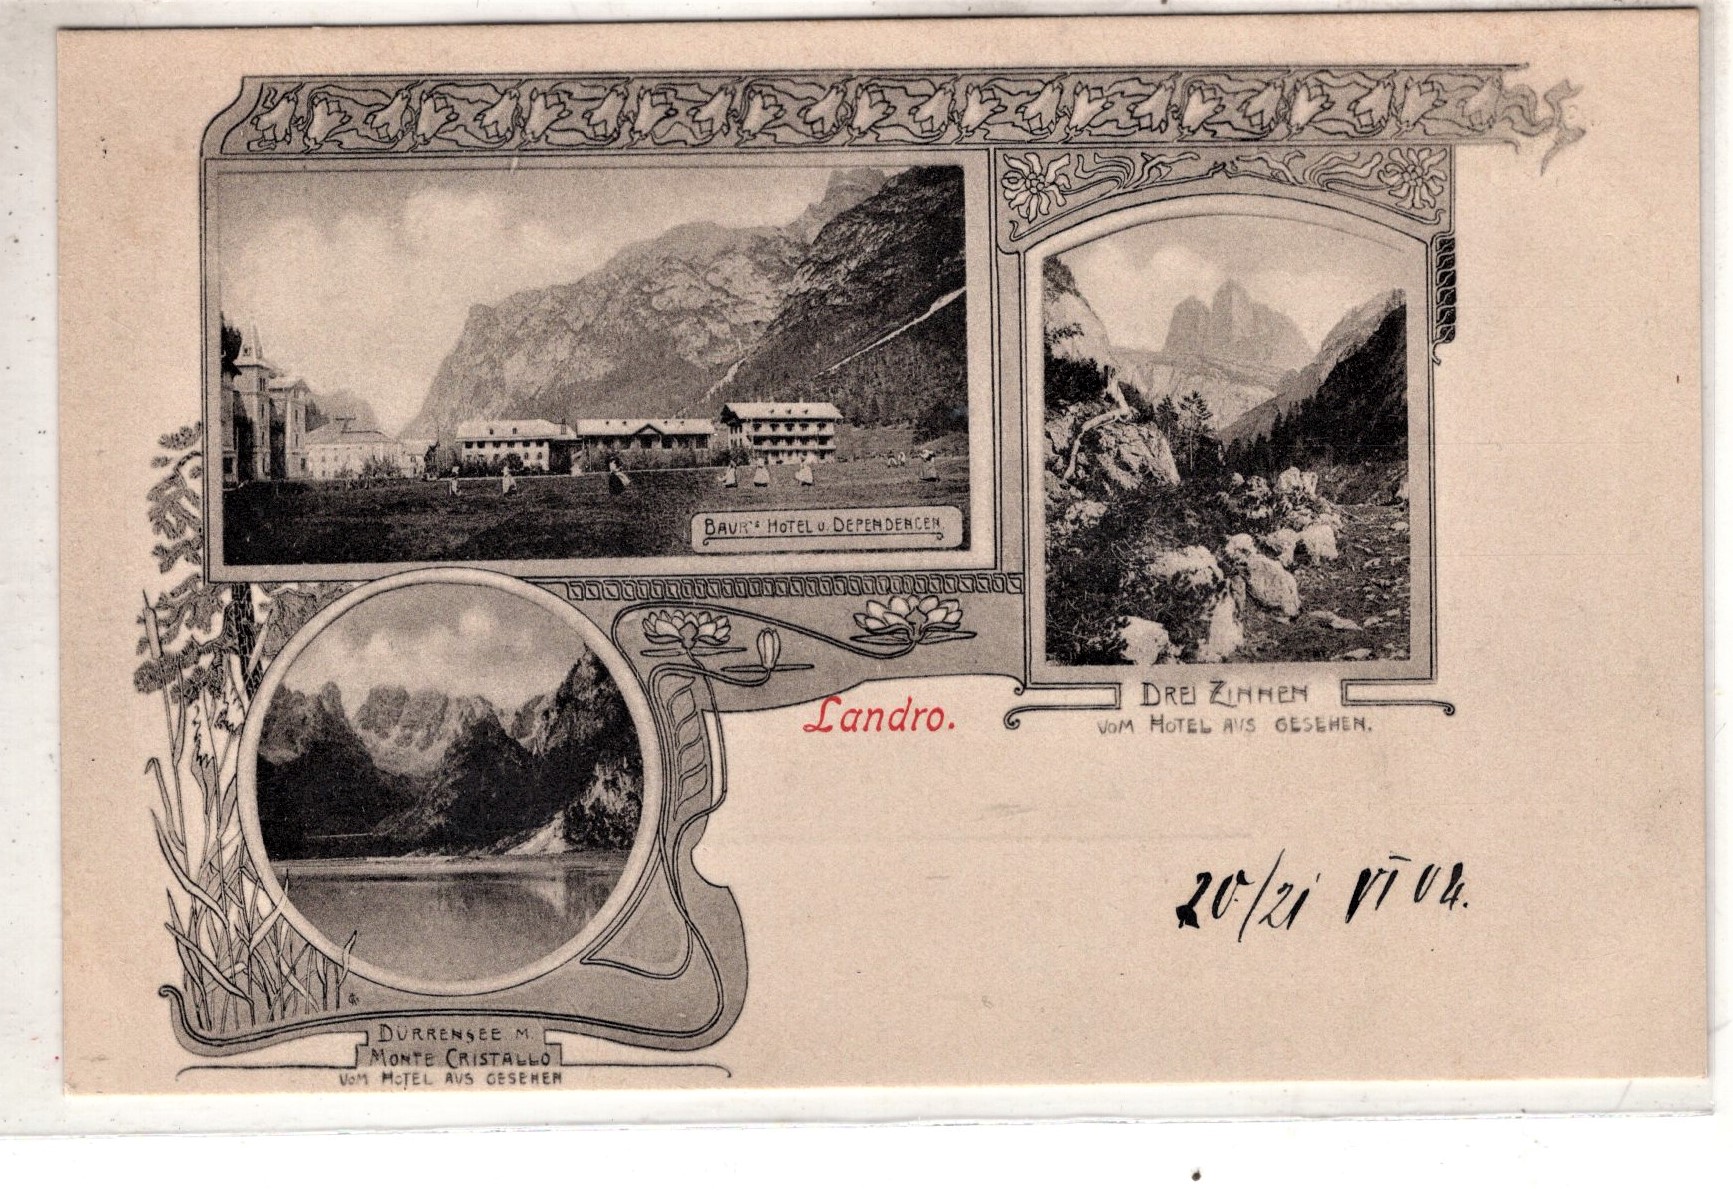 BAUR's HOTEL U. DEPENDENCEN
Landro.
DREI ZINNEN
VOM HOTEL AUS GESEHEN.
20/21 VI 04.
DÜRRENSEE M.
MONTE CRISTALLO
VOM HOTEL AUS GESEHEN